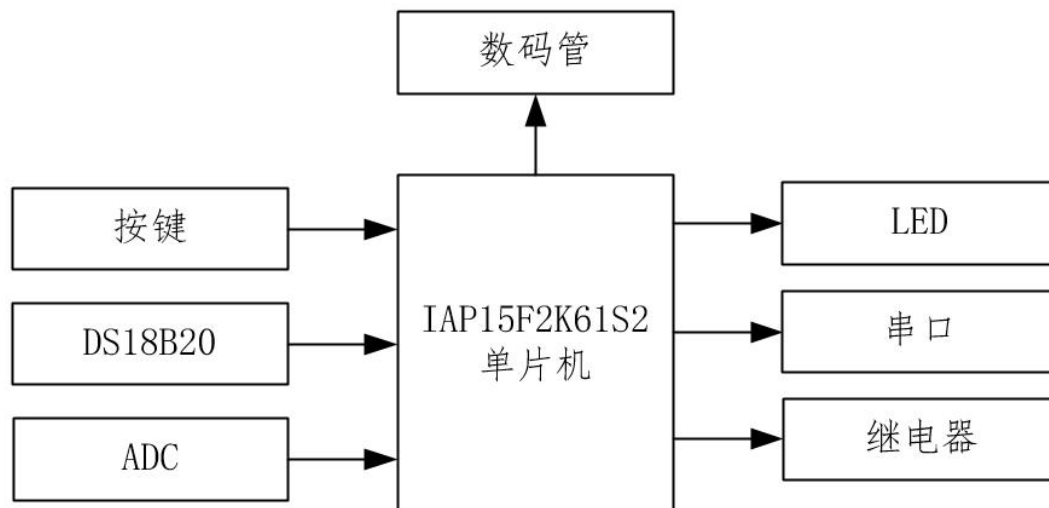 数码管
按键
DS18B20
ADC
IAP15F2K61S2
单片机
LED
串口
继电器